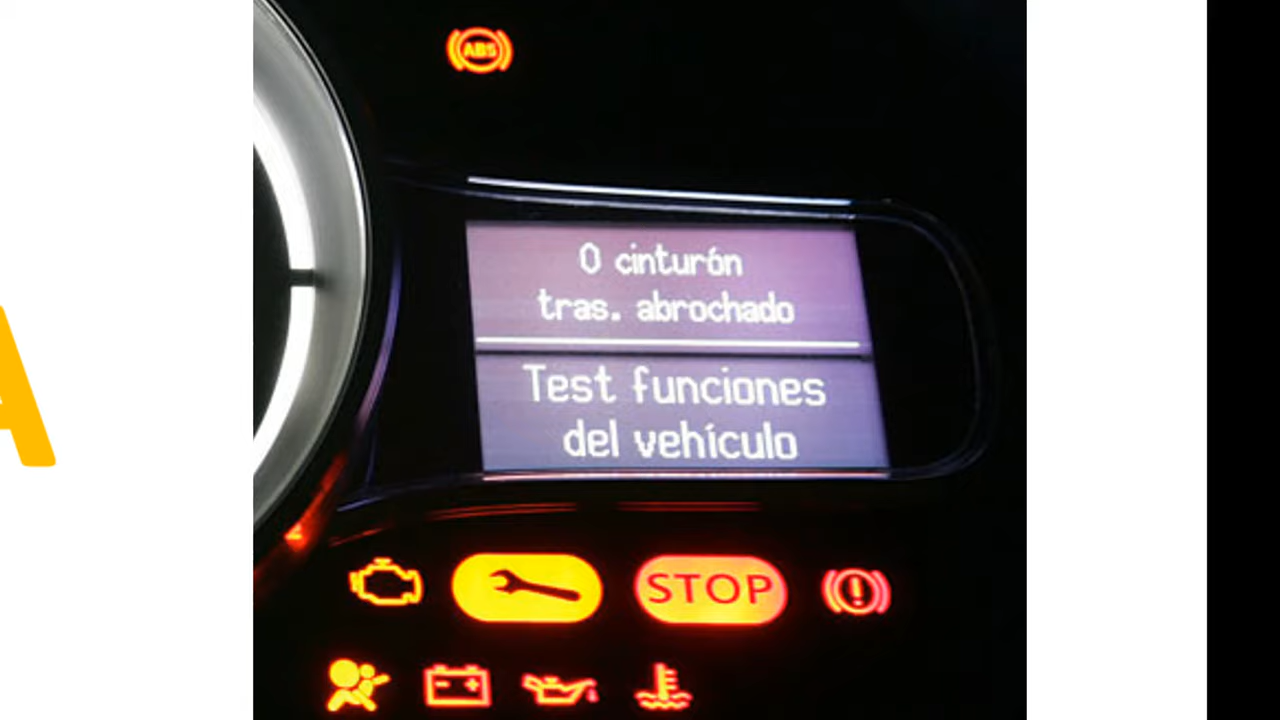 ABS
0 cinturón
tras. abrochado
Test funciones
del vehículo
STOP
A